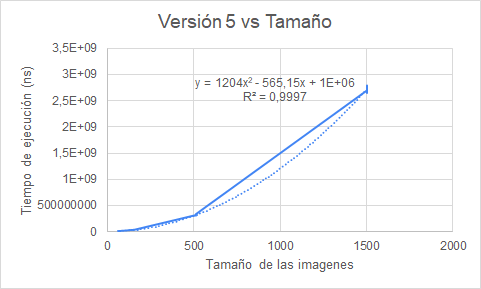 Versión 5 vs Tamaño
3,5E+09
3E+09
2,5E+09
2E+09
1,5E+09
1E+09
500000000
0
Tiempo de ejecución (ns)
y = 1204x² - 565,15x + 1E+06
R² = 0,9997
0 500 1000 1500 2000
Tamaño de las imagenes